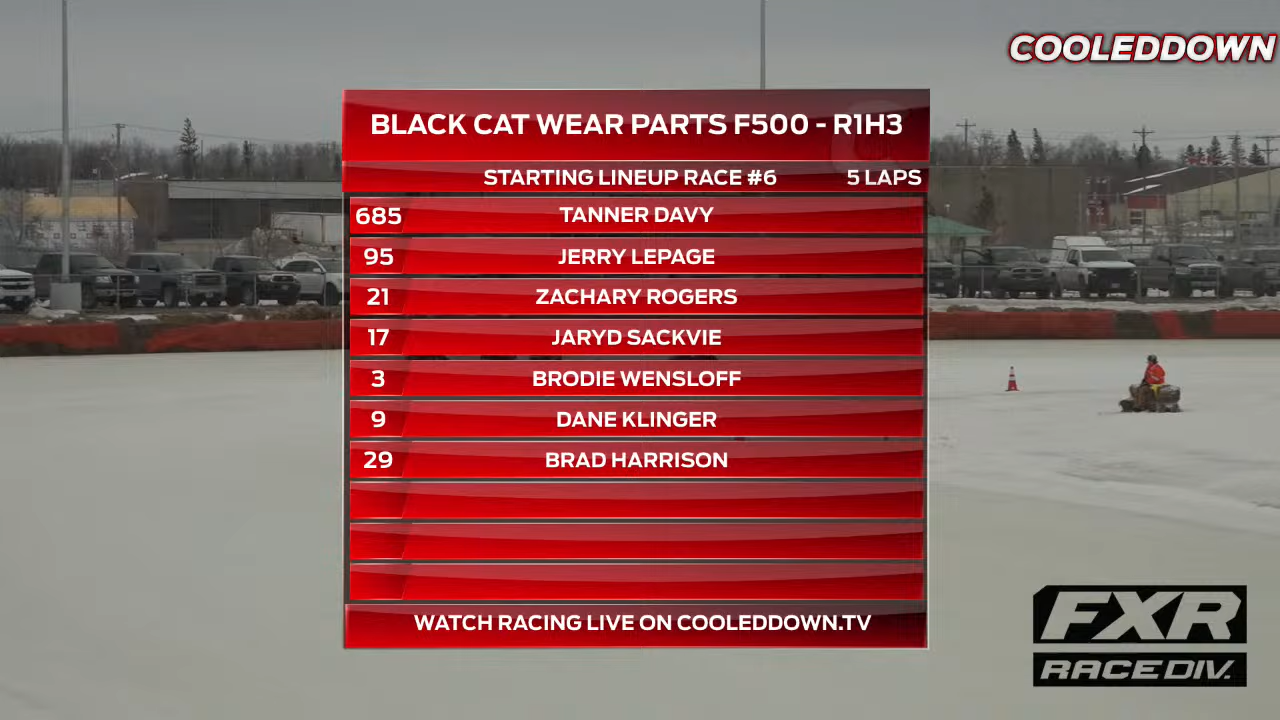 COOLEDDOWN
BLACK CAT WEAR PARTS F500 - R1H3
STARTING LINEUP RACE #6 5 LAPS
685 TANNER DAVY
95 JERRY LEPAGE
21 ZACHARY ROGERS
17 JARYD SACKVIE
3 BRODIE WENSLOFF
9 DANE KLINGER
29 BRAD HARRISON
WATCH RACING LIVE ON COOLEDDOWN.TV
FXR
RACE DIV.